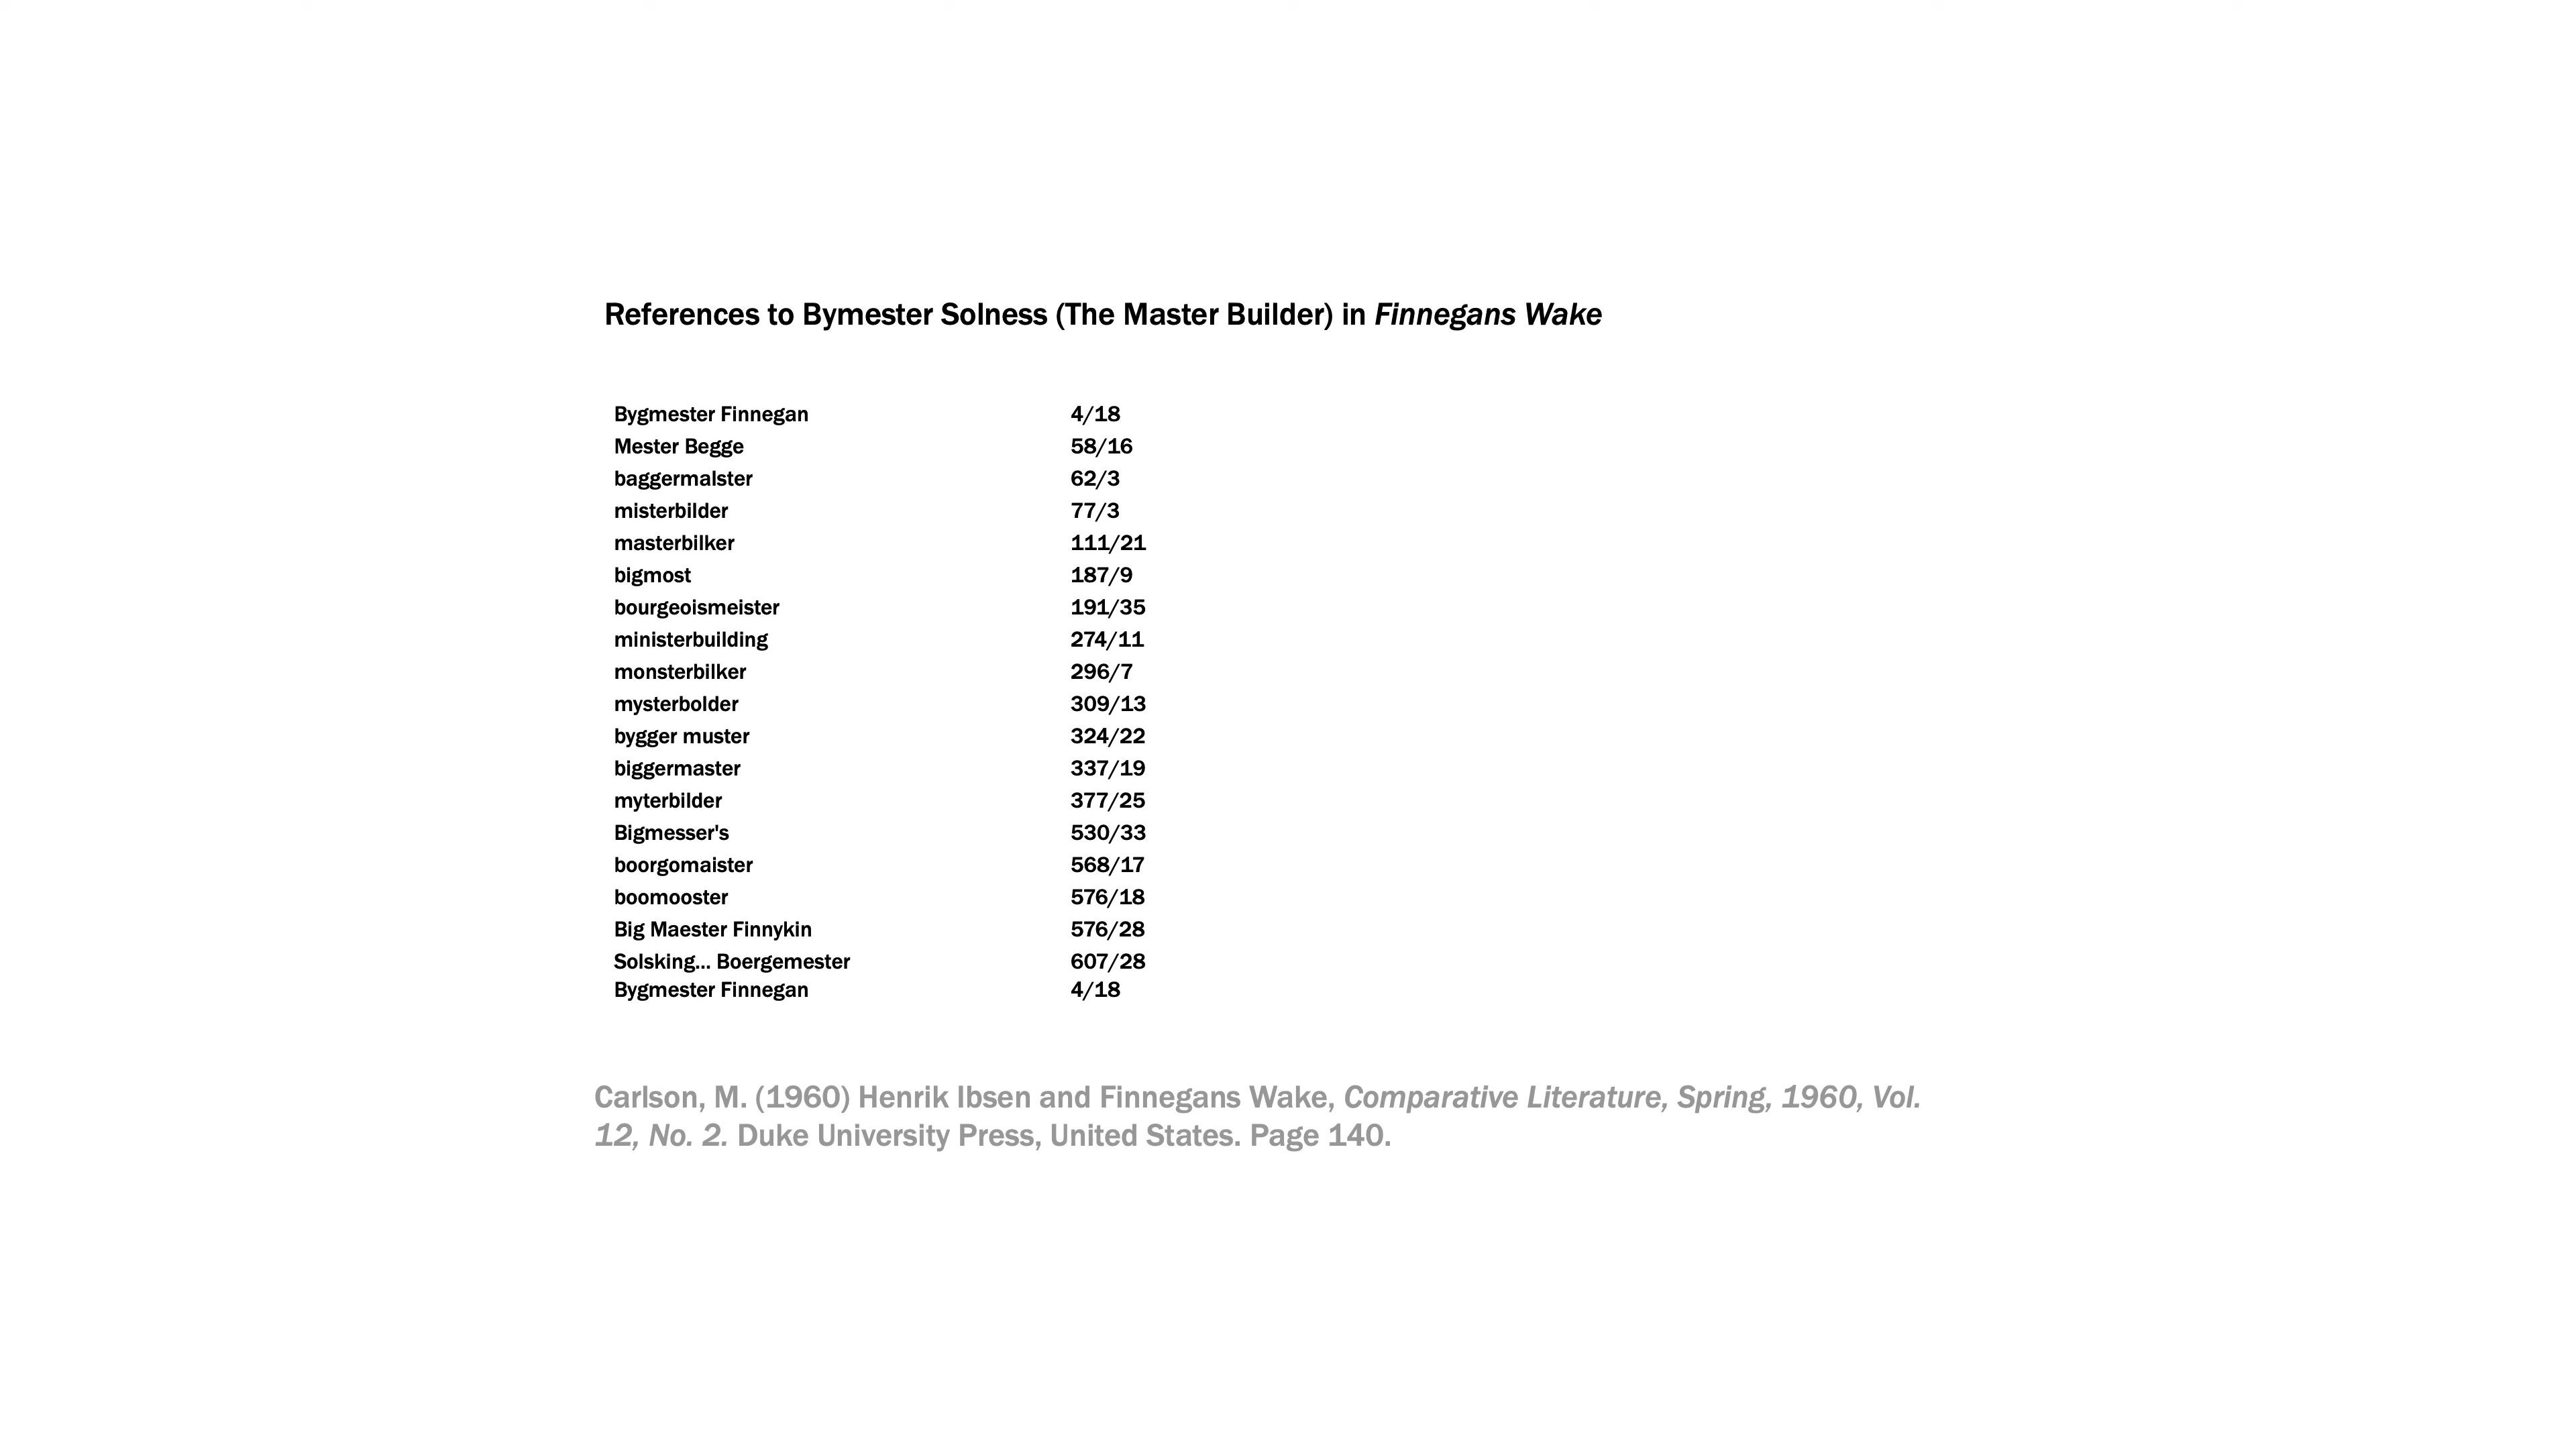 References to Bymester Solness (The Master Builder) in Finnegans Wake
Bygmester Finnegan 4/18
Mester Begge 58/16
baggermalster 62/3
misterbilder 77/3
masterbilker 111/21
bigmost 187/9
bourgeoismeister 191/35
ministerbuilding 274/11
monsterbilker 296/7
mysterbolder 309/13
bygger muster 324/22
biggermaster 337/19
myterbilder 377/25
Bigmesser's 530/33
boorgomaister 568/17
boomooster 576/18
Big Maester Finnykin 576/28
Solsking... Boergemester 607/28
Bygmester Finnegan 4/18
Carlson, M. (1960) Henrik Ibsen and Finnegans Wake, Comparative Literature, Spring, 1960, Vol.
12, No. 2. Duke University Press, United States. Page 140.